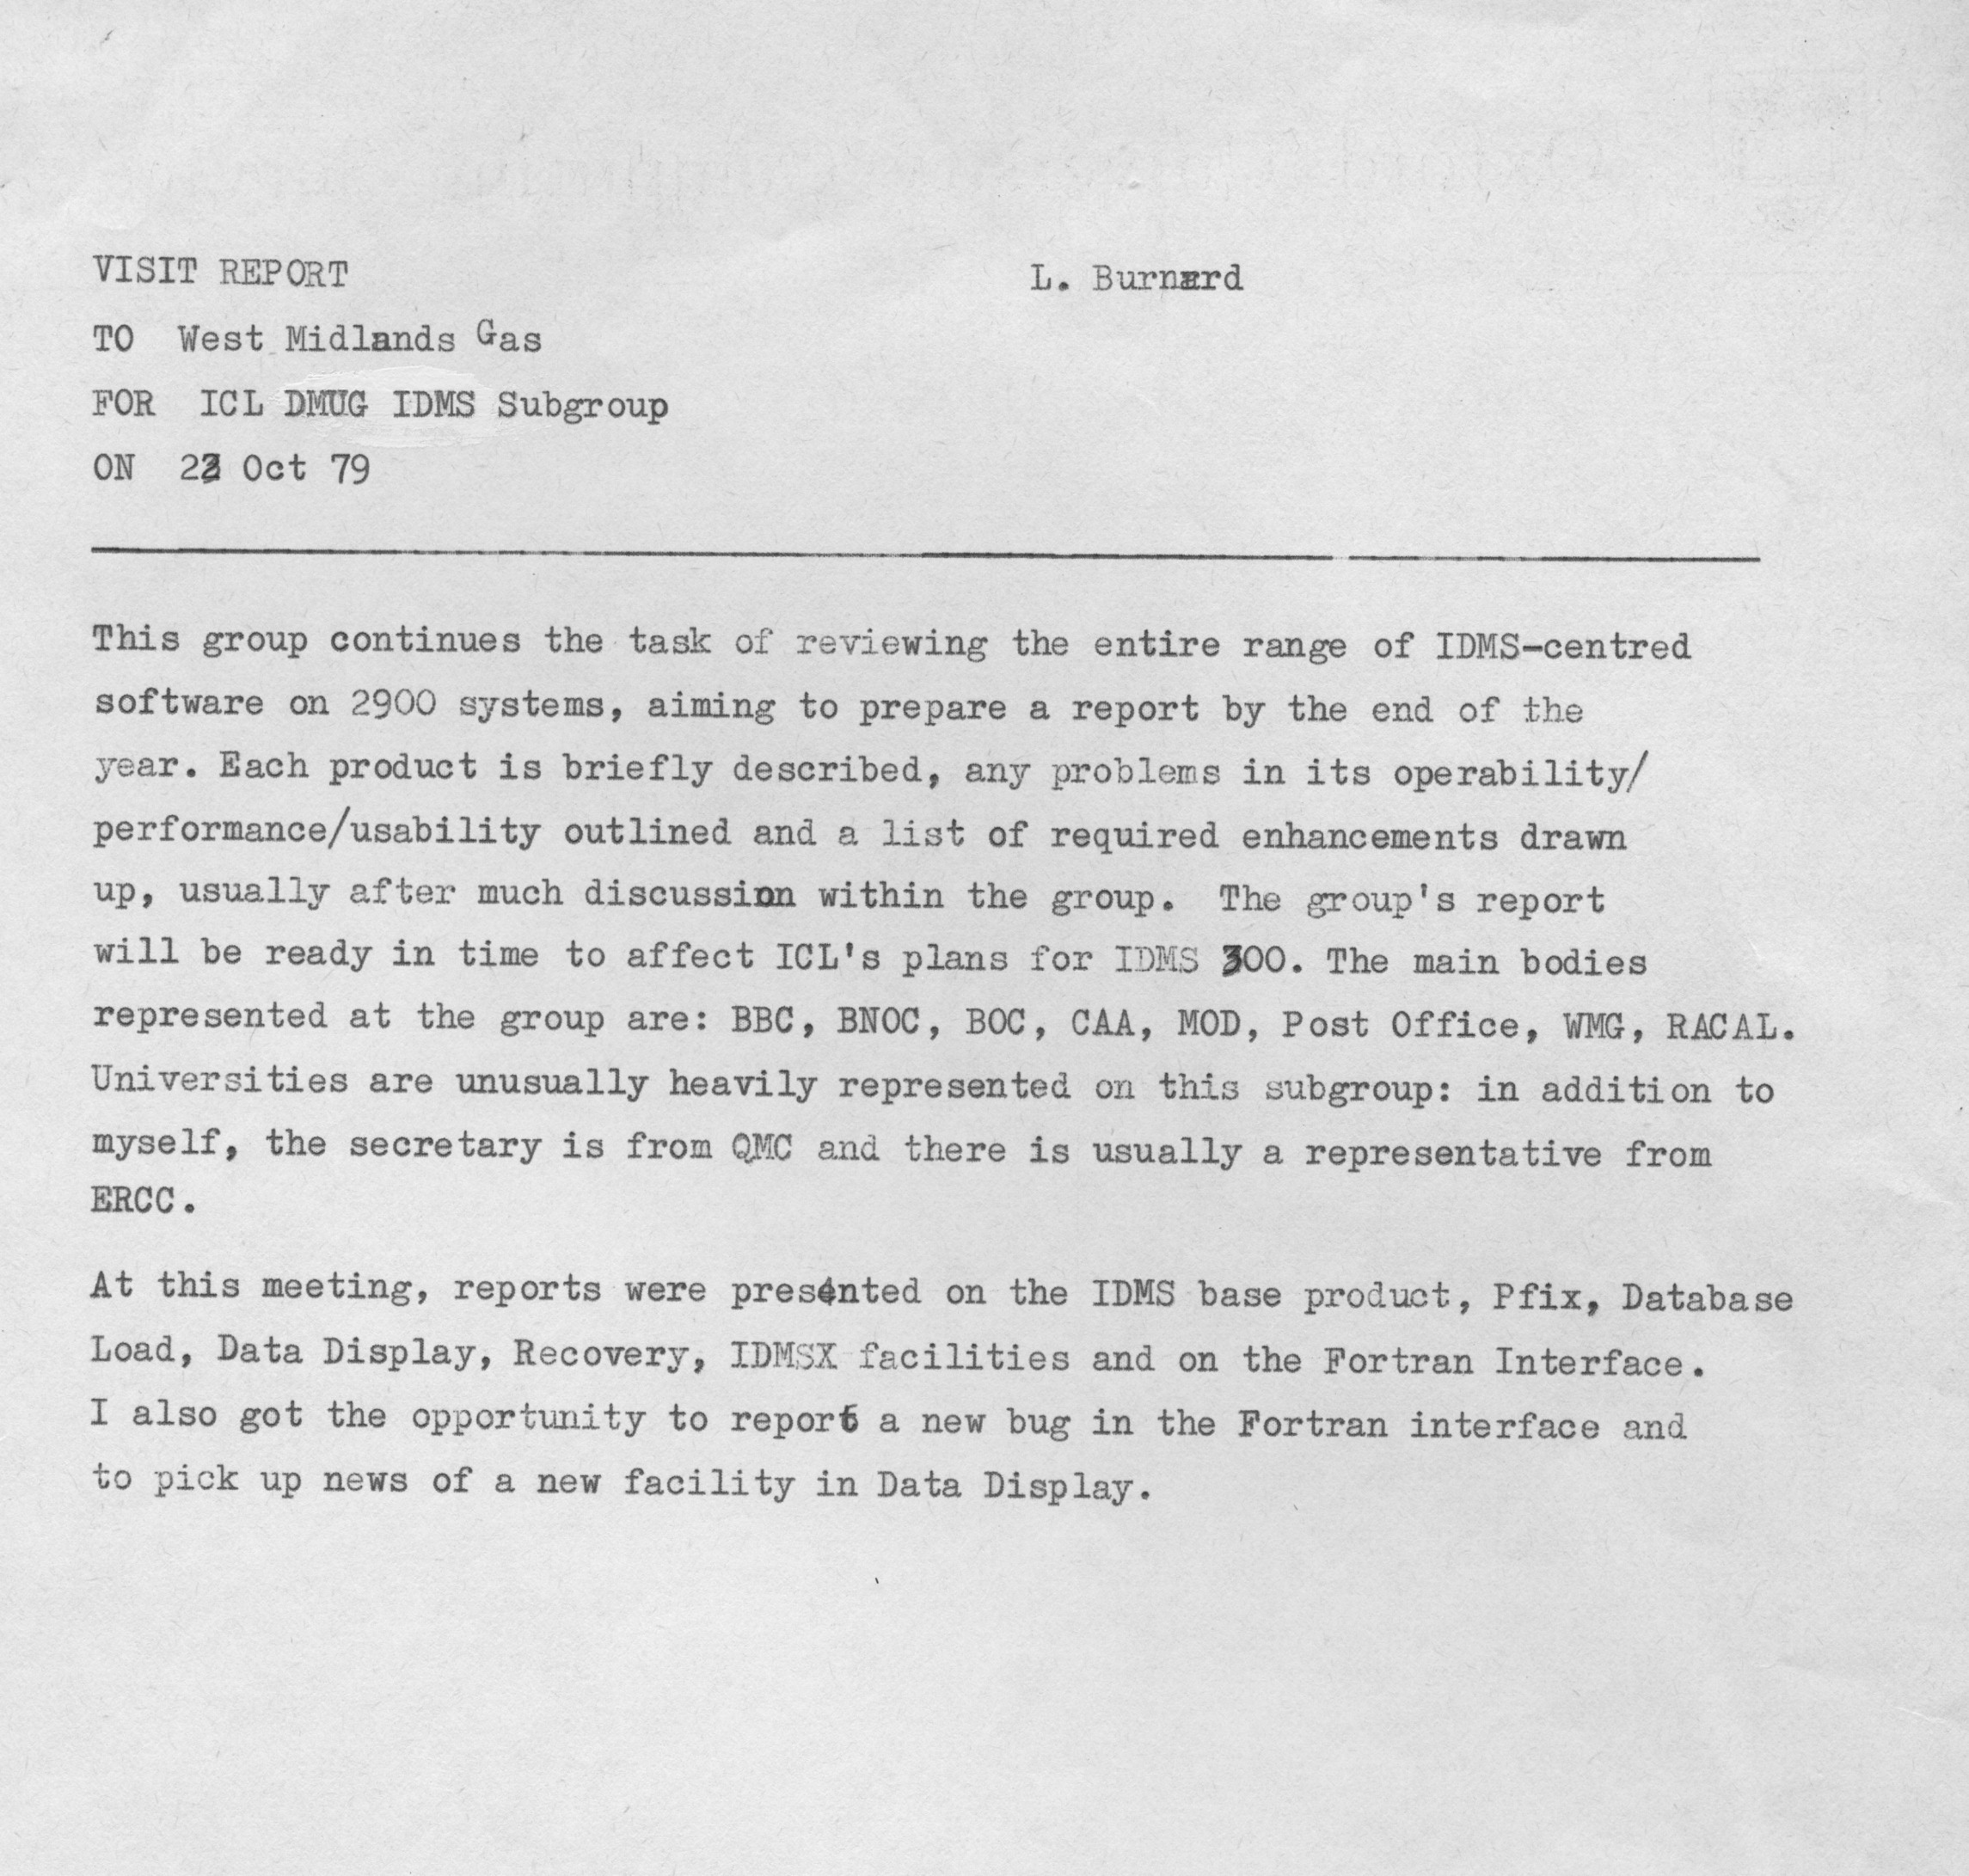 VISIT REPORT L. Burnard
TO West Midlands Gas
FOR ICL DMUG IDMS Subgroup
ON Oct 79
This group continues the task of reviewing the entire range of IDMS-centred
software on 2900 systems, aiming to prepare a report by the end of the
year. Each product is briefly described, any problems in its operability/
performance/usability outlined and a list of required enhancements drawn
up, usually after much discussion within the group. The group's report
will be ready in time to affect ICL's plans for IDMS 300. The main bodies
represented at the group are: BBC, BNOC, BOC, CAA, MOD, Post Office, WMG, RACAL.
Universities are unusually heavily represented on this subgroup: in addition to
myself, the secretary is from QMC and there is usually a representative from
ERCC.
At this meeting, reports were presented on the IDMS base product, Pfix, Database
Load, Data Display, Recovery, IDMSX facilities and on the Fortran Interface.
I also got the opportunity to report a new bug in the Fortran interface and
to pick up news of a new facility in Data Display.